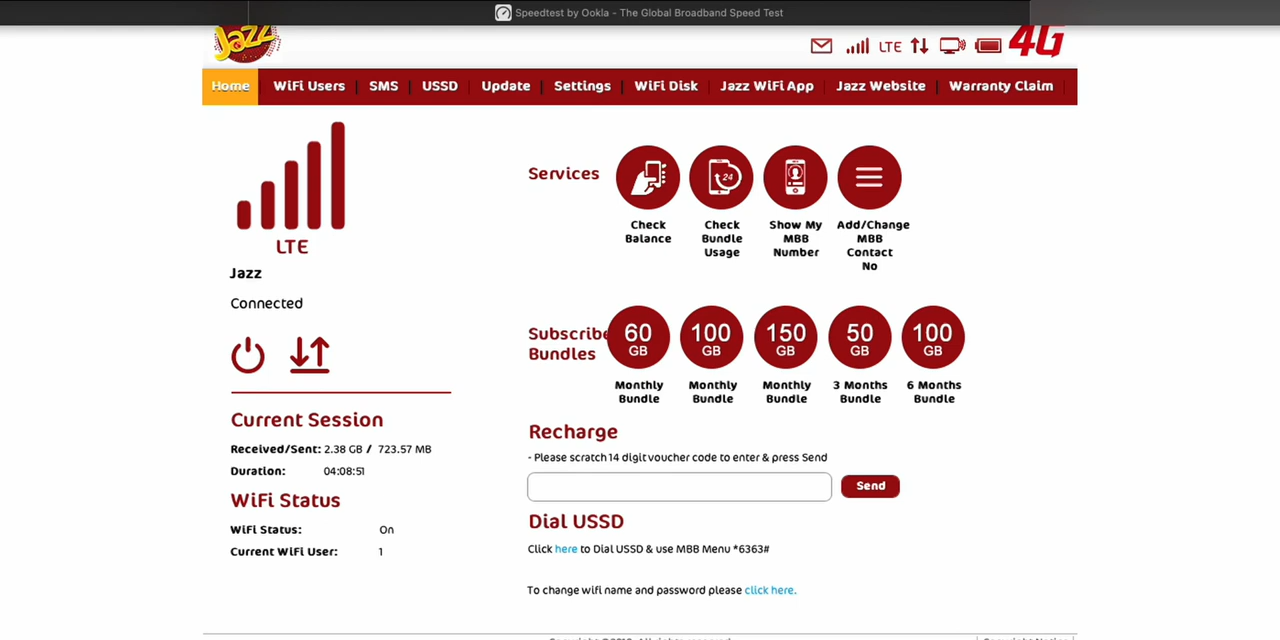 Speedtest by Ookla - The Global Broadband Speed Test
Jazz
LTE
4G
Home WiFi Users SMS USSD Update Settings WiFi Disk Jazz WiFi App Jazz Website Warranty Claim
LTE
Jazz
Connected
Current Session
Received/Sent: 2.38 GB / 723.57 MB
Duration: 04:08:51
WiFi Status
WiFi Status: On
Current WiFi User: 1
Services
24
Check
Balance
Check
Bundle
Usage
Show My
MBB
Number
Add/Change
MBB
Contact
No
Subscribe
Bundles
60
GB
Monthly
Bundle
100
GB
Monthly
Bundle
150
GB
Monthly
Bundle
50
GB
3 Months
Bundle
100
GB
6 Months
Bundle
Recharge
- Please scratch 14 digit voucher code to enter & press Send
Send
Dial USSD
Click here to Dial USSD & use MBB Menu *6363#
To change wifi name and password please click here.